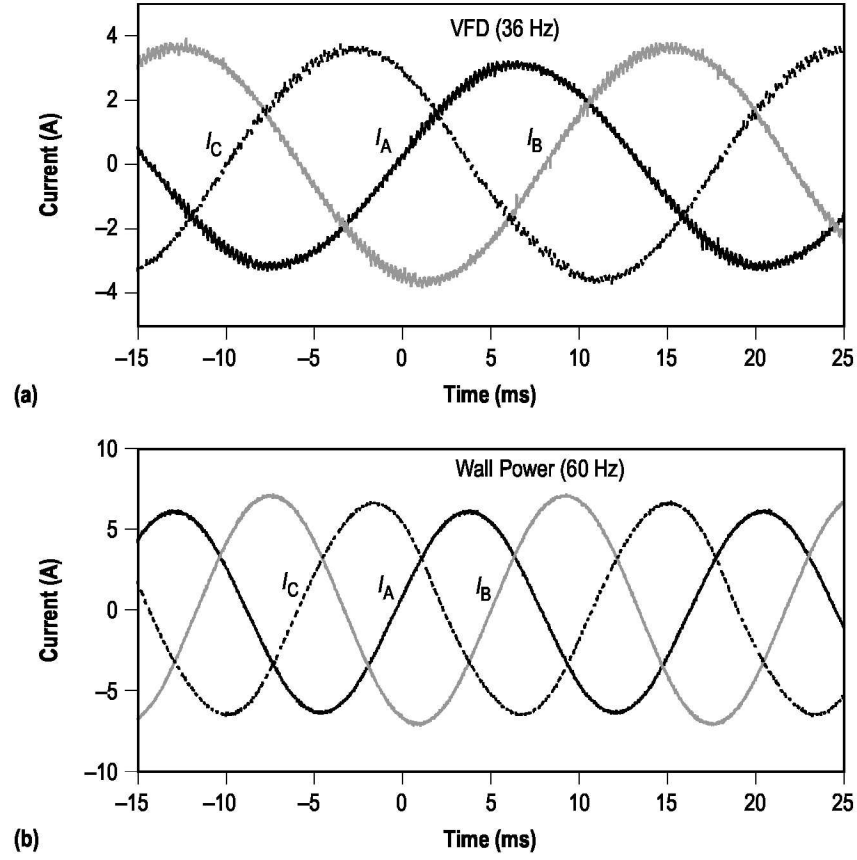 VFD (36 Hz)
4
2
0
–2
–4
Current (A)
I_C
I_A
I_B
–15 –10 –5 0 5 10 15 20 25
Time (ms)
(a)
Wall Power (60 Hz)
10
5
0
–5
–10
Current (A)
I_C
I_A
I_B
–15 –10 –5 0 5 10 15 20 25
Time (ms)
(b)